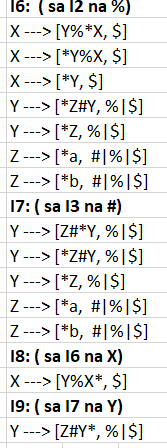 I6: ( sa I2 na %)
X ---> [Y%*X, $]
X ---> [*Y%X, $]
X ---> [*Y, $]
Y ---> [*Z#Y, %|$]
Y ---> [*Z, %|$]
Z ---> [*a,  #|%|$]
Z ---> [*b,  #|%|$]
I7: ( sa I3 na #)
Y ---> [Z#*Y, %|$]
Y ---> [*Z#Y, %|$]
Y ---> [*Z, %|$]
Z ---> [*a,  #|%|$]
Z ---> [*b,  #|%|$]
I8: ( sa I6 na X)
X ---> [Y%X*, $]
I9: ( sa I7 na Y)
Y ---> [Z#Y*, %|$]